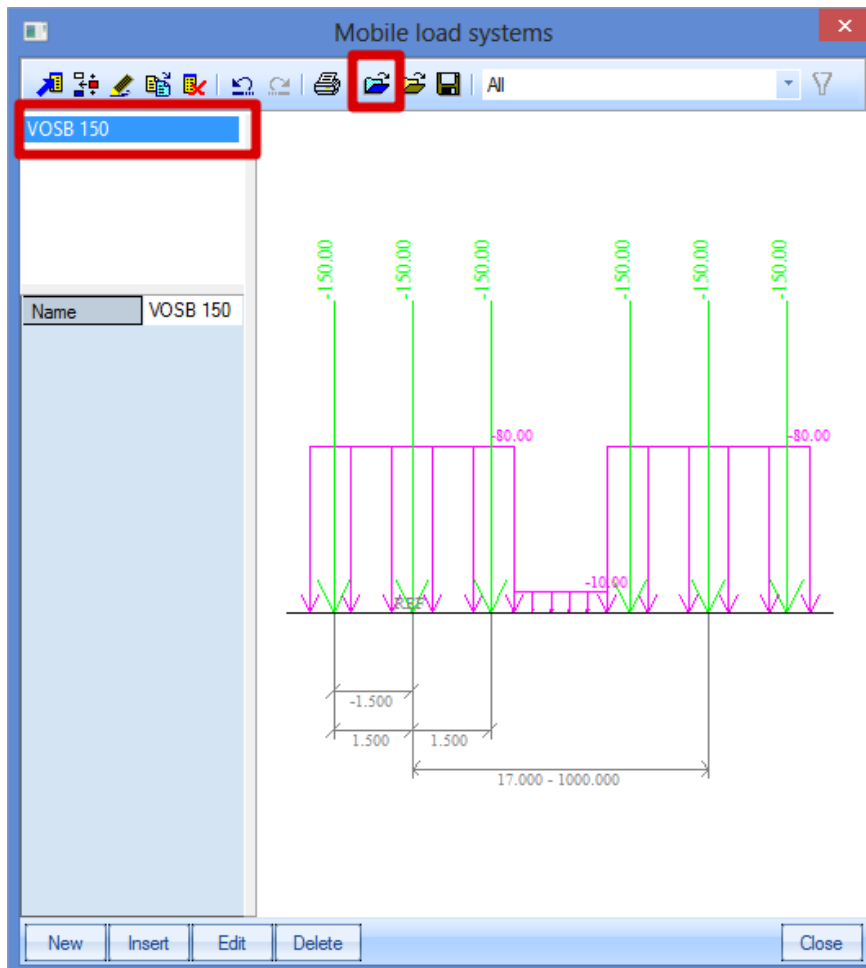 Mobile load systems
All
VOSB 150
Name VOSB 150
-150.00 -150.00 -150.00 -150.00 -150.00 -150.00
-80.00 -80.00
-10.00
REF
-1.500
1.500 1.500
17.000 - 1000.000
New Insert Edit Delete Close